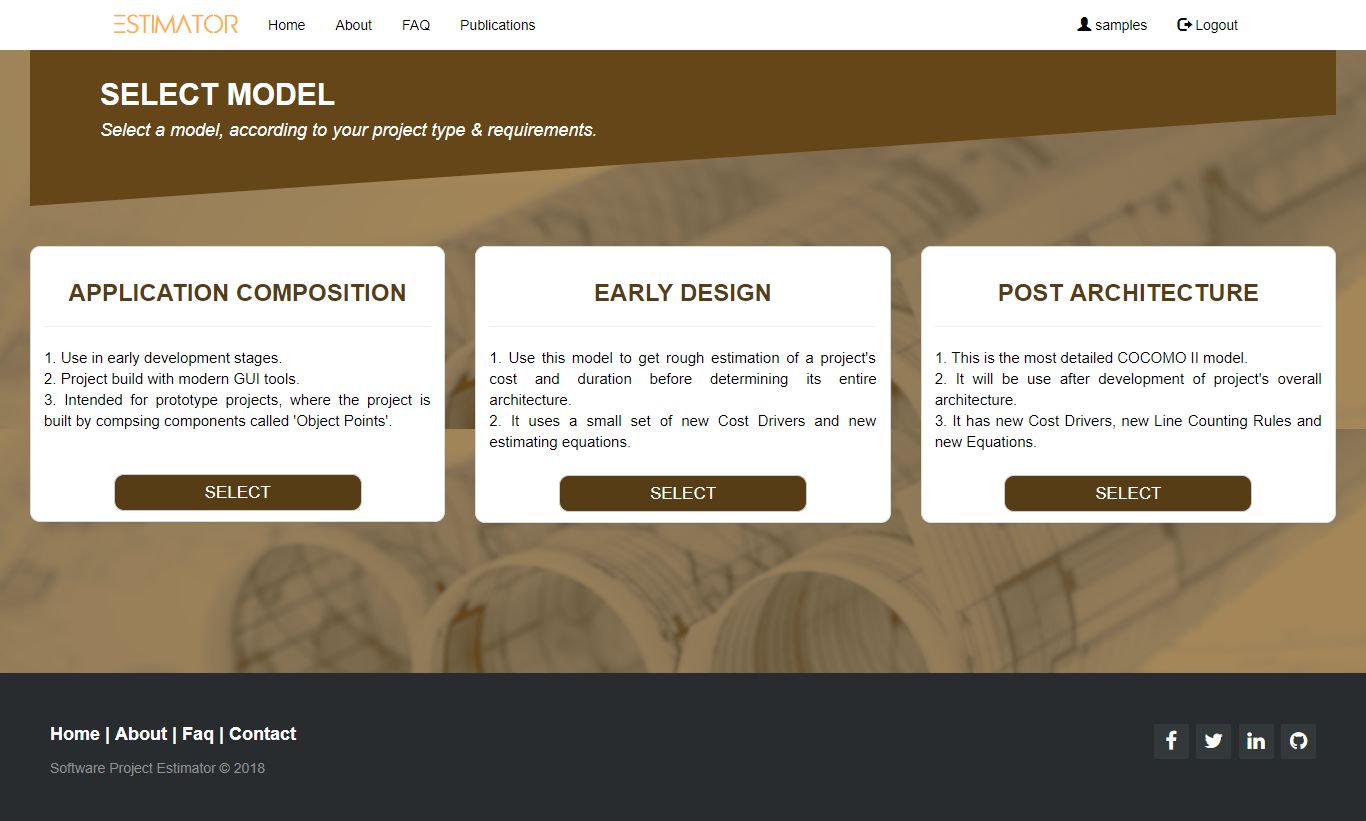 ESTIMATOR Home About FAQ Publications samples Logout
SELECT MODEL
Select a model, according to your project type & requirements.
APPLICATION COMPOSITION
1. Use in early development stages.
2. Project build with modern GUI tools.
3. Intended for prototype projects, where the project is
built by compsing components called 'Object Points'.
SELECT
EARLY DESIGN
1. Use this model to get rough estimation of a project's
cost and duration before determining its entire
architecture.
2. It uses a small set of new Cost Drivers and new
estimating equations.
SELECT
POST ARCHITECTURE
1. This is the most detailed COCOMO II model.
2. It will be use after development of project's overall
architecture.
3. It has new Cost Drivers, new Line Counting Rules and
new Equations.
SELECT
Home | About | Faq | Contact
Software Project Estimator © 2018